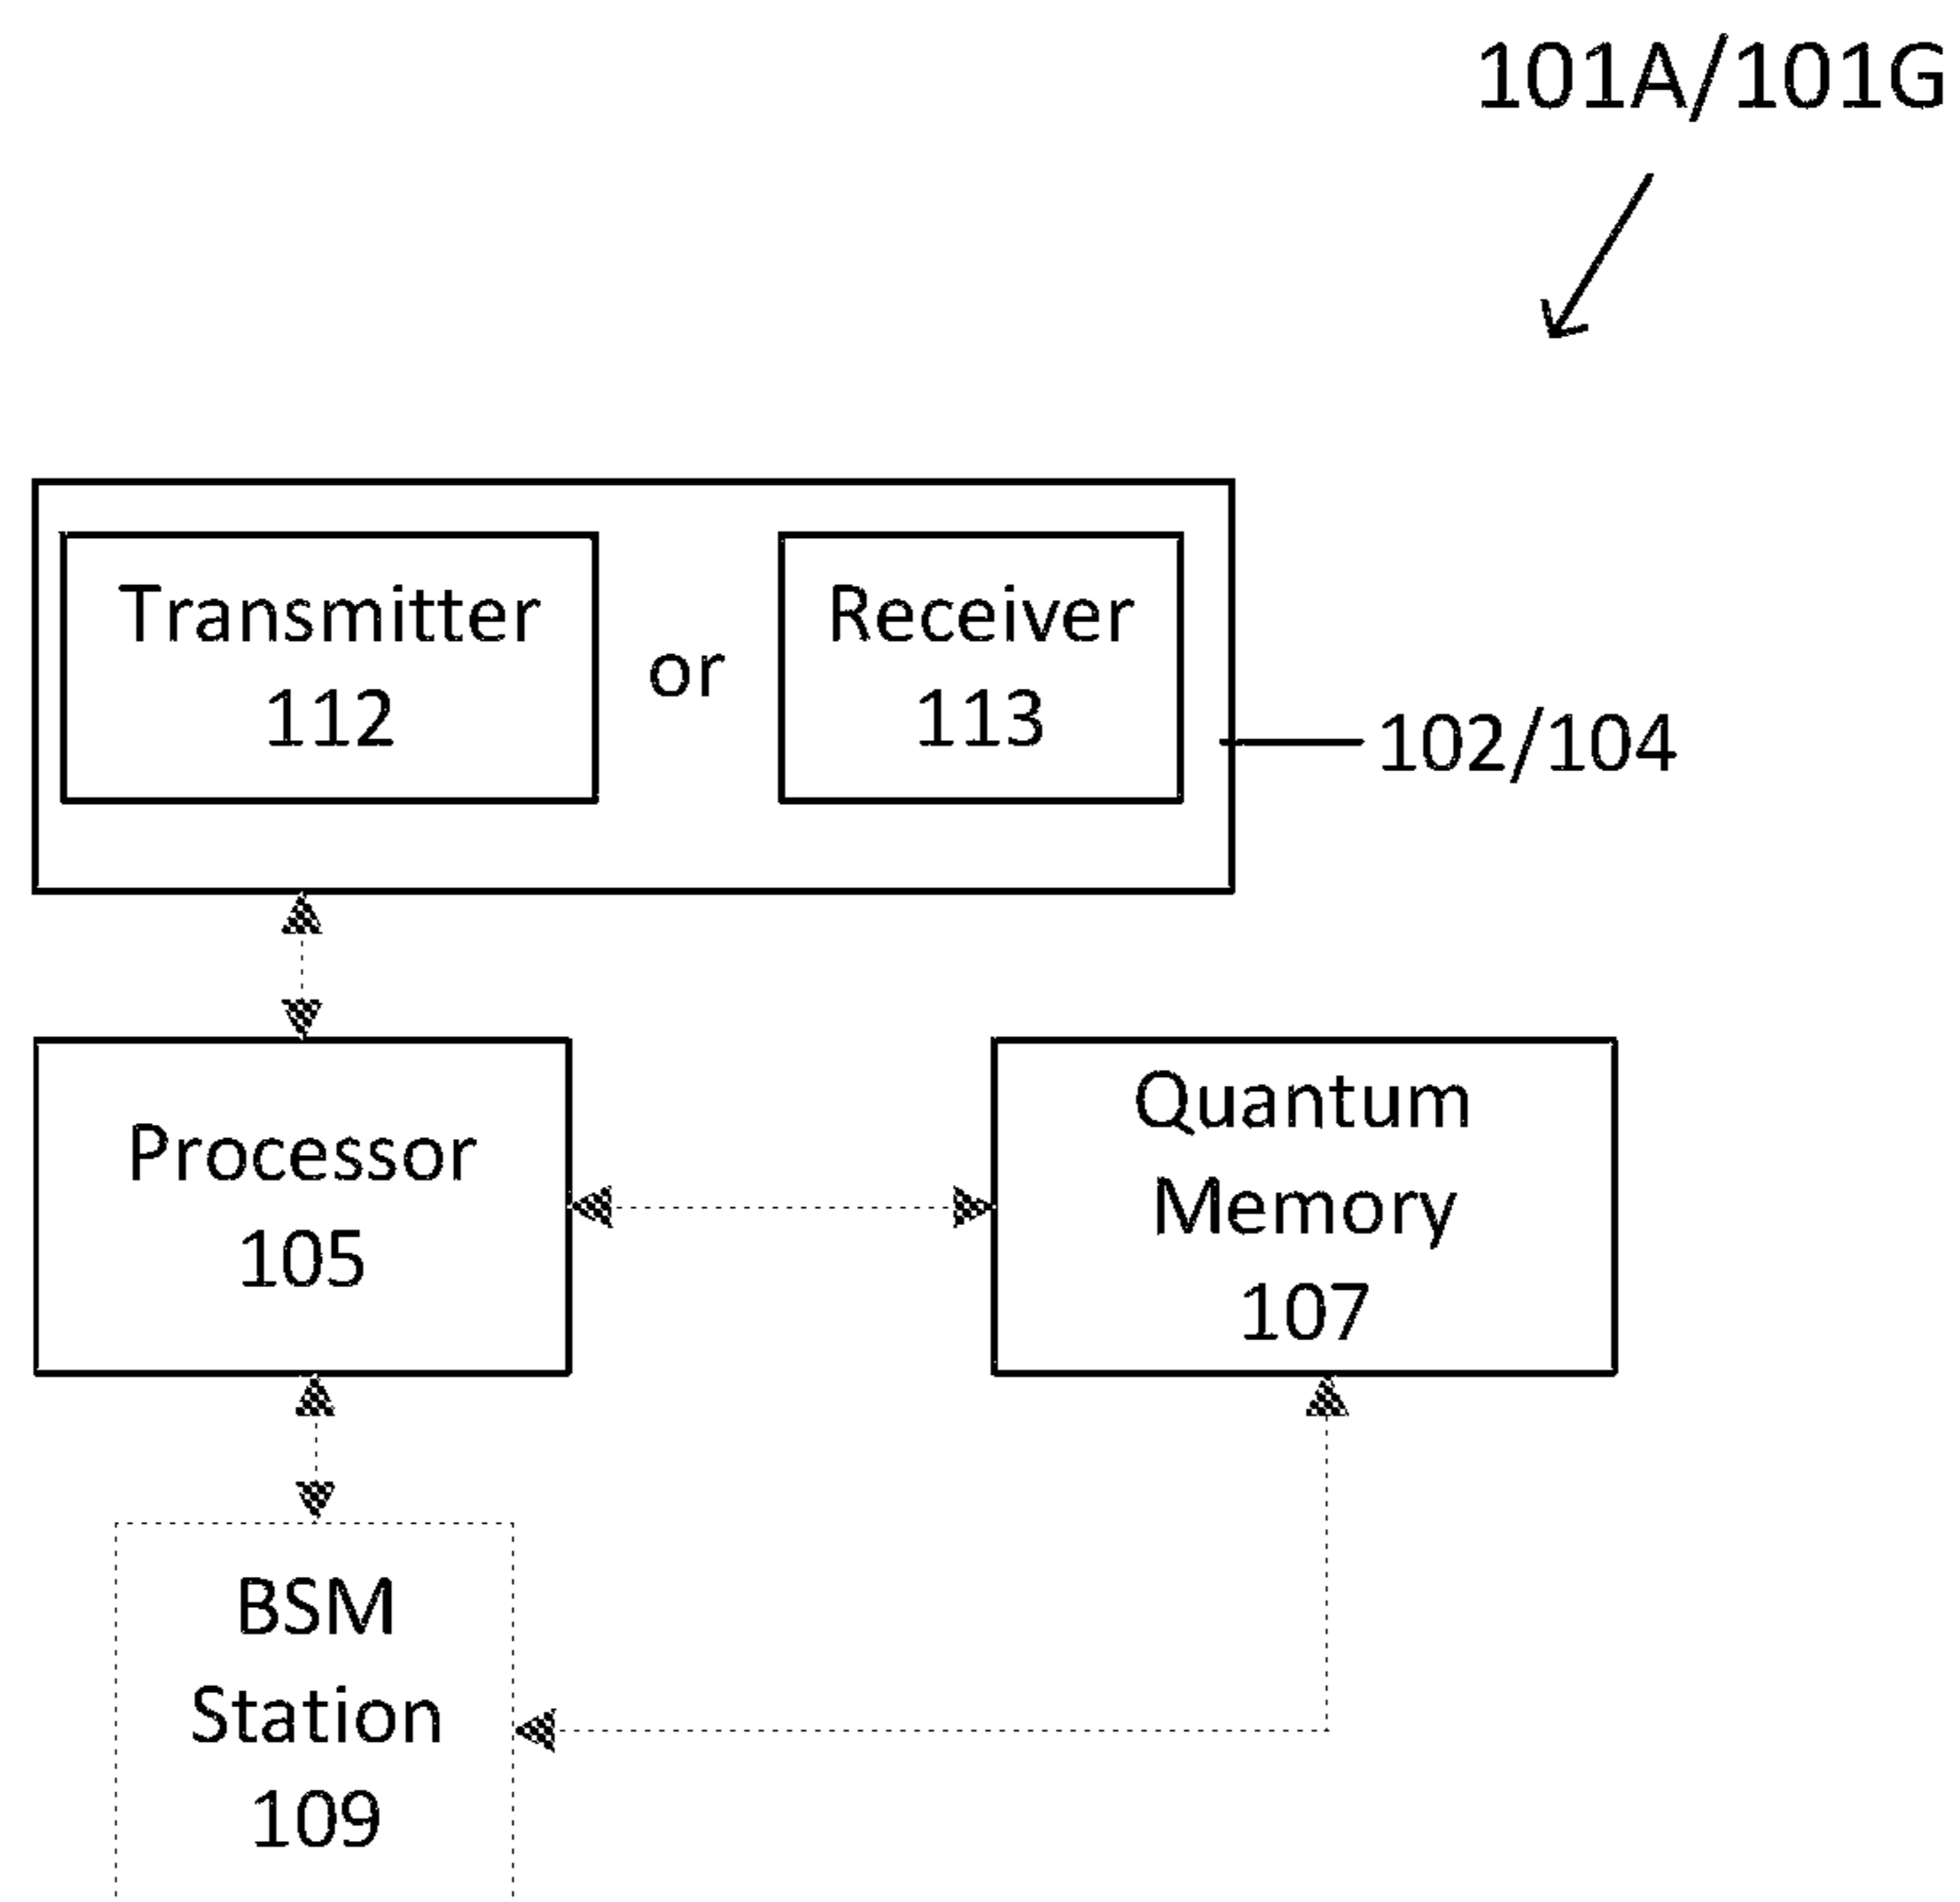 101A/101G
Transmitter
112
or
Receiver
113
102/104
Processor
105
Quantum
Memory
107
BSM
Station
109